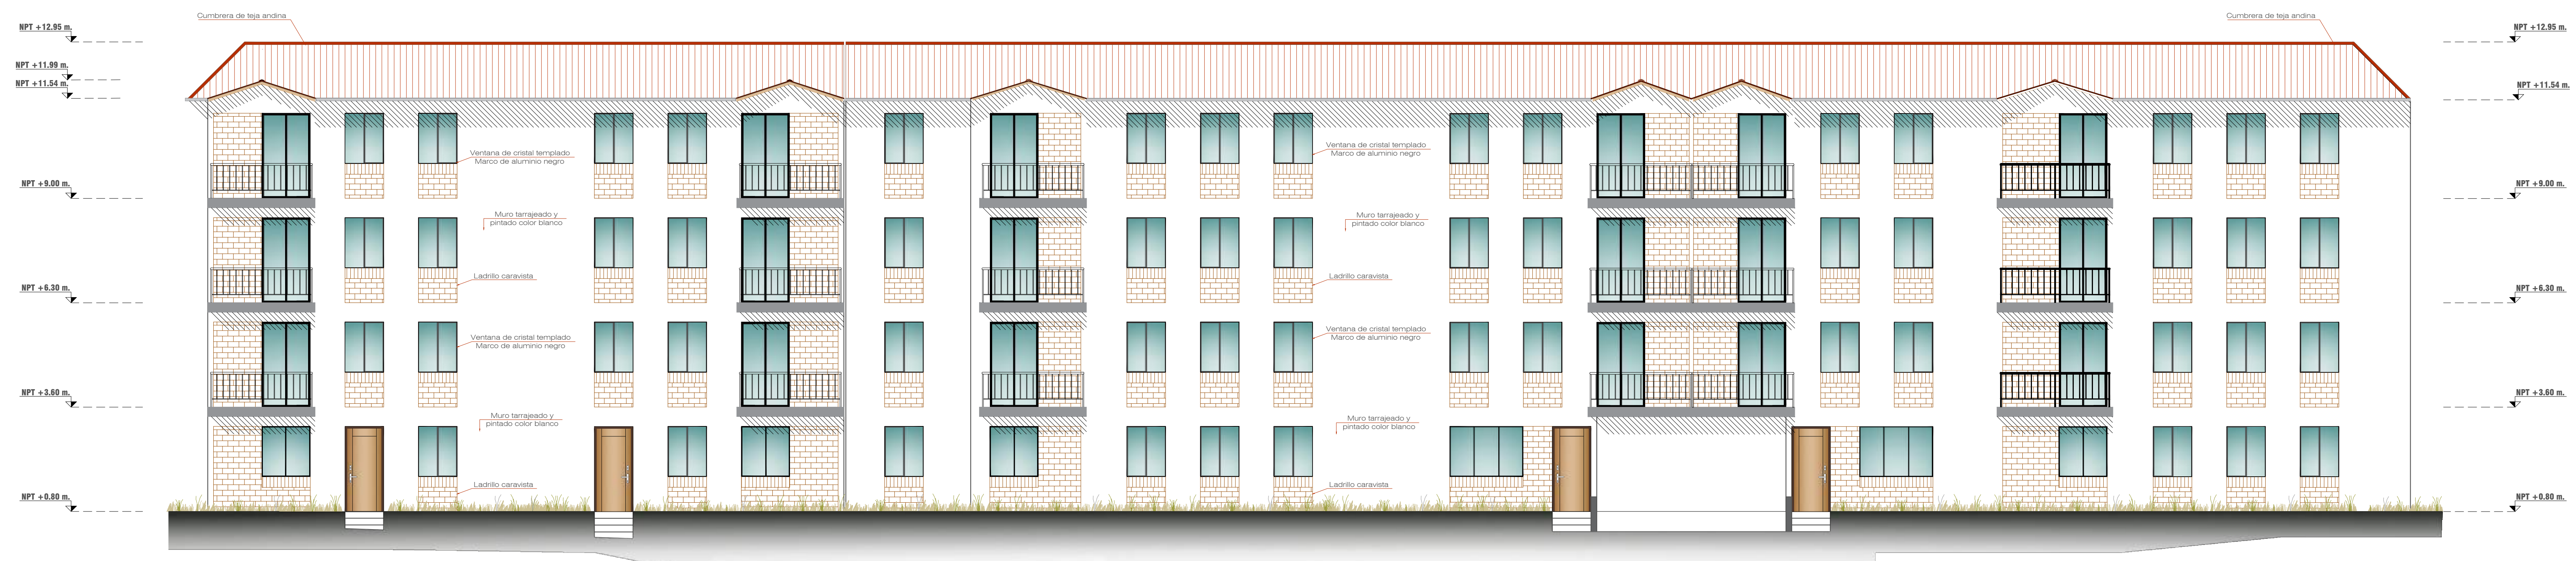 Cumbrera de teja andina
Cumbrera de teja andina
NPT +12.95 m.
NPT +12.95 m.
NPT +11.99 m.
NPT +11.54 m.
NPT +11.54 m.
Ventana de cristal templado
Marco de aluminio negro
Ventana de cristal templado
Marco de aluminio negro
NPT +9.00 m.
NPT +9.00 m.
Muro tarrajeado y
pintado color blanco
Muro tarrajeado y
pintado color blanco
Ladrillo caravista
Ladrillo caravista
NPT +6.30 m.
NPT +6.30 m.
Ventana de cristal templado
Marco de aluminio negro
Ventana de cristal templado
Marco de aluminio negro
NPT +3.60 m.
NPT +3.60 m.
Muro tarrajeado y
pintado color blanco
Muro tarrajeado y
pintado color blanco
Ladrillo caravista
Ladrillo caravista
NPT +0.80 m.
NPT +0.80 m.